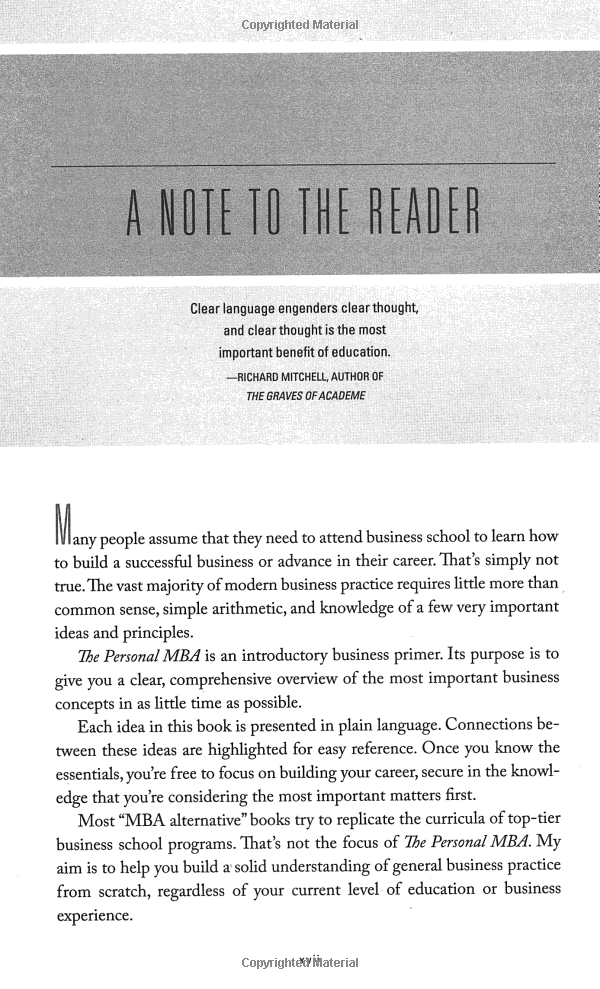 Copyrighted Material
A NOTE TO THE READER
Clear language engenders clear thought,
and clear thought is the most
important benefit of education.
—RICHARD MITCHELL, AUTHOR OF
THE GRAVES OF ACADEME
Many people assume that they need to attend business school to learn how
to build a successful business or advance in their career. That's simply not
true. The vast majority of modern business practice requires little more than
common sense, simple arithmetic, and knowledge of a few very important
ideas and principles.
The Personal MBA is an introductory business primer. Its purpose is to
give you a clear, comprehensive overview of the most important business
concepts in as little time as possible.
Each idea in this book is presented in plain language. Connections be-
tween these ideas are highlighted for easy reference. Once you know the
essentials, you're free to focus on building your career, secure in the knowl-
edge that you're considering the most important matters first.
Most “MBA alternative” books try to replicate the curricula of top-tier
business school programs. That's not the focus of The Personal MBA. My
aim is to help you build a solid understanding of general business practice
from scratch, regardless of your current level of education or business
experience.
Copyrighted Material
xvii